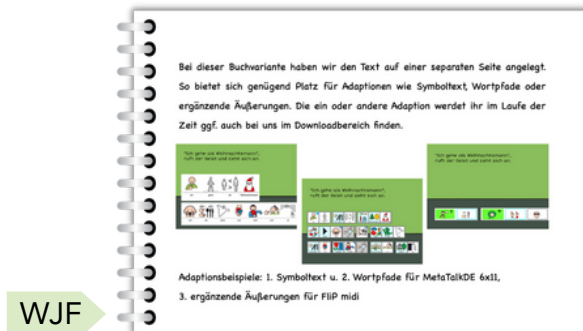 Bei dieser Buchvariante haben wir den Text auf einer separaten Seite angelegt.
So bietet sich genügend Platz für Adaptionen wie Symboltext, Wortpfade oder
ergänzende Äußerungen. Die ein oder andere Adaption werdet ihr im Laufe der
Zeit ggf. auch bei uns im Downloadbereich finden.
"Ich gehe als Weihnachtsmann",
ruft der Geist und zieht sich an.
"Ich gehe als Weihnachtsmann",
ruft der Geist und zieht sich an.
"Ich gehe als Weihnachtsmann",
ruft der Geist und zieht sich an.
Adaptionsbeispiele: 1. Symboltext u. 2. Wortpfade für MetaTalkDE 6x11,
3. ergänzende Äußerungen für FliP midi
WJF